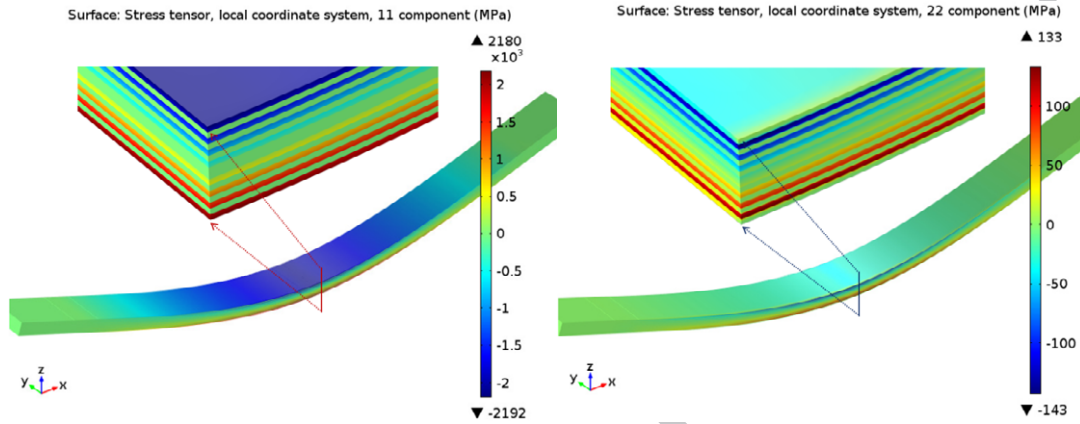 Surface: Stress tensor, local coordinate system, 11 component (MPa)
▲ 2180
x10³
2
1.5
1
0.5
0
-0.5
-1
-1.5
-2
▼ -2192
z
y
x
Surface: Stress tensor, local coordinate system, 22 component (MPa)
▲ 133
100
50
0
-50
-100
▼ -143
z
y
x